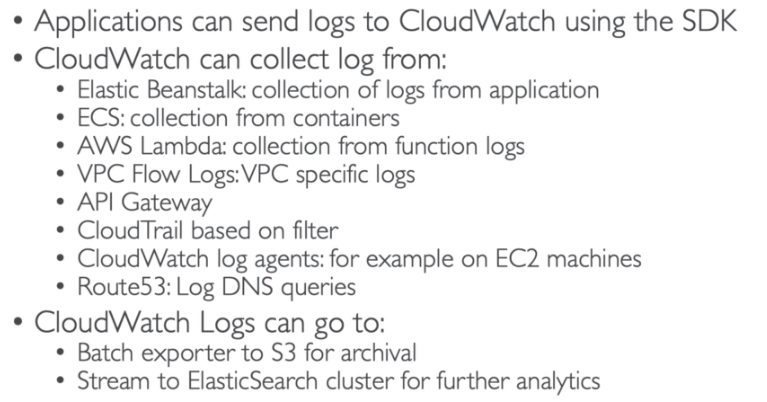 • Applications can send logs to CloudWatch using the SDK
• CloudWatch can collect log from:
• Elastic Beanstalk: collection of logs from application
• ECS: collection from containers
• AWS Lambda: collection from function logs
• VPC Flow Logs: VPC specific logs
• API Gateway
• CloudTrail based on filter
• CloudWatch log agents: for example on EC2 machines
• Route53: Log DNS queries
• CloudWatch Logs can go to:
• Batch exporter to S3 for archival
• Stream to ElasticSearch cluster for further analytics